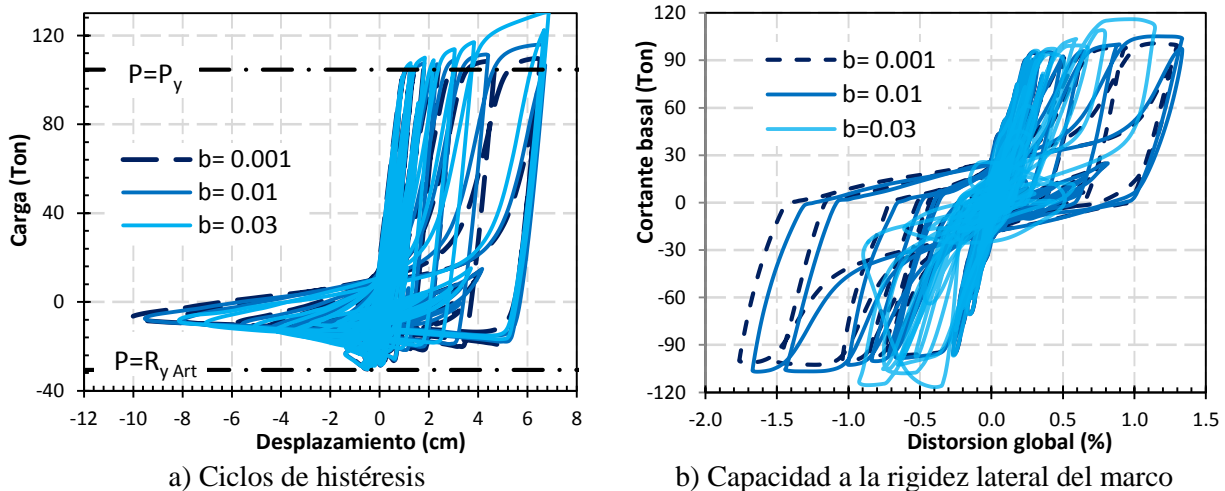 120
80
40
0
-40
Carga (Ton)
P=Py
b= 0.001
b= 0.01
b= 0.03
P=Ry Art
-12 -10 -8 -6 -4 -2 0 2 4 6 8
Desplazamiento (cm)
a) Ciclos de histéresis
120
90
60
30
0
-30
-60
-90
-120
Cortante basal (Ton)
b= 0.001
b= 0.01
b=0.03
-2.0 -1.5 -1.0 -0.5 0.0 0.5 1.0 1.5
Distorsion global (%)
b) Capacidad a la rigidez lateral del marco